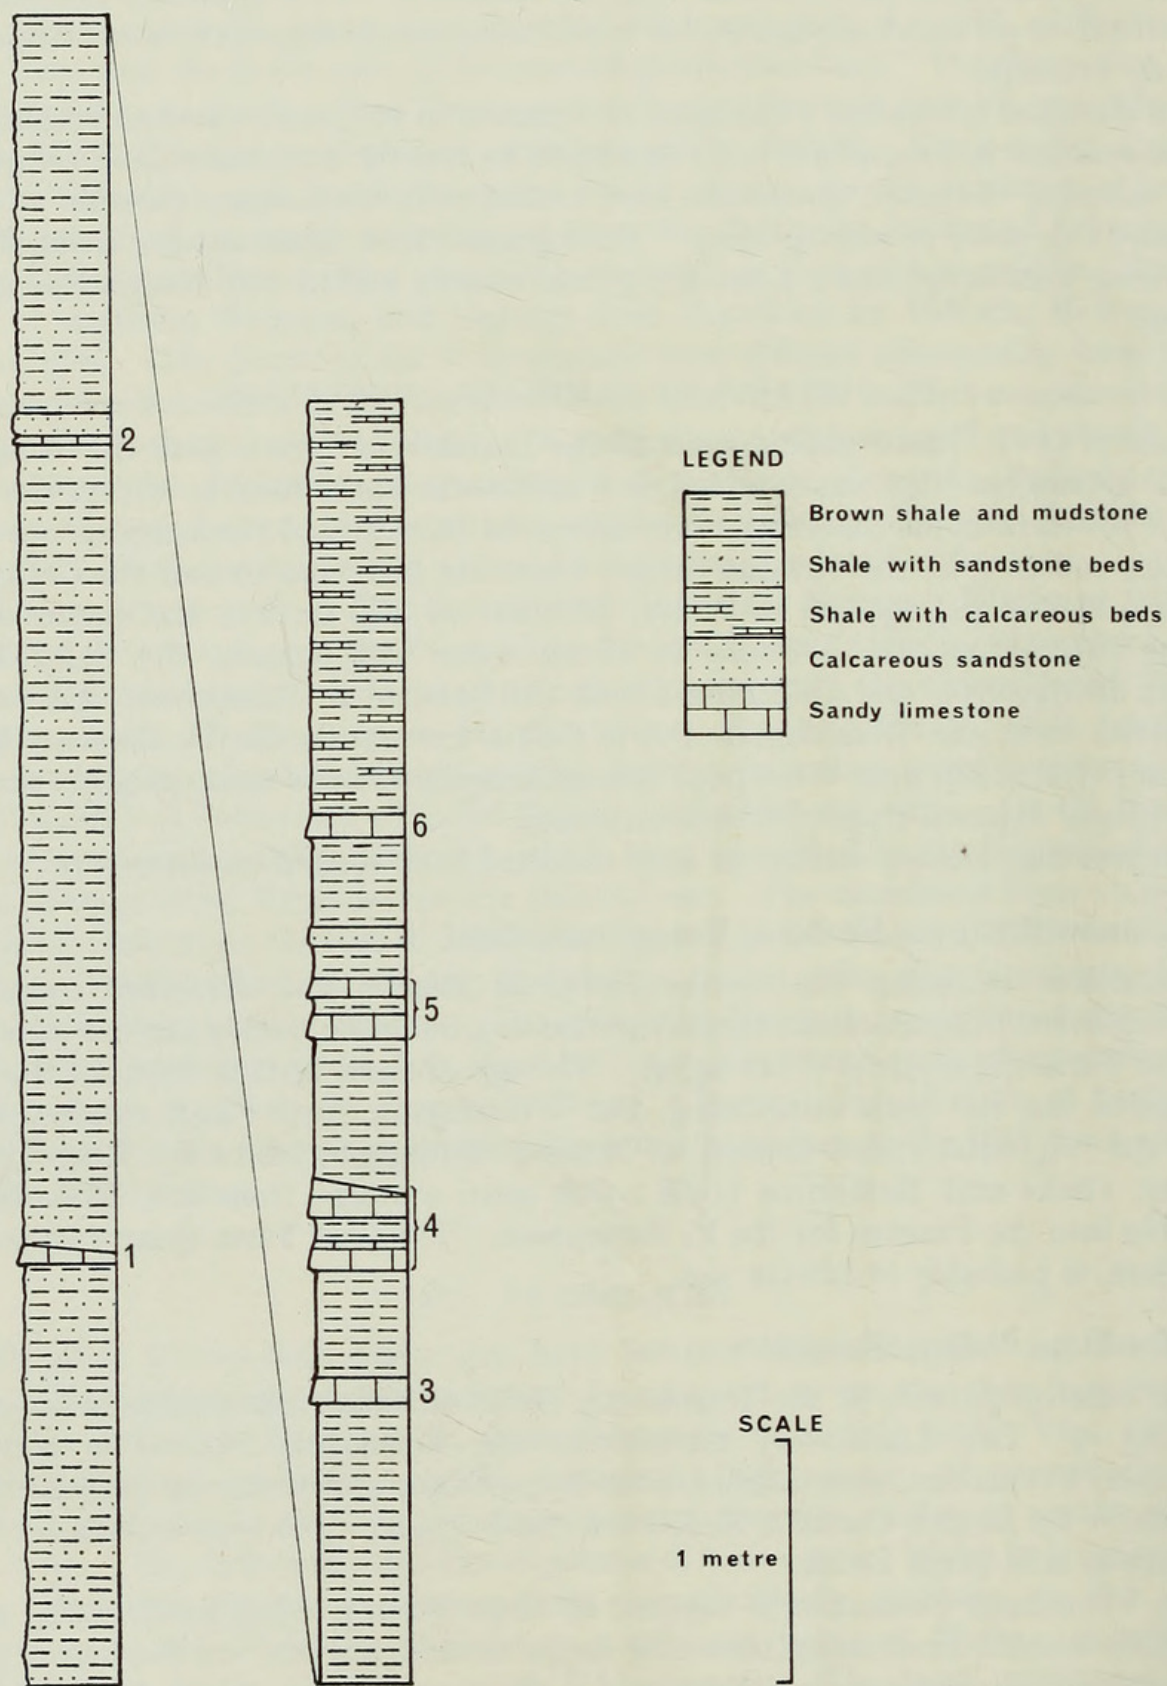 2
1
6
5
4
3
LEGEND
Brown shale and mudstone
Shale with sandstone beds
Shale with calcareous beds
Calcareous sandstone
Sandy limestone
SCALE
1 metre